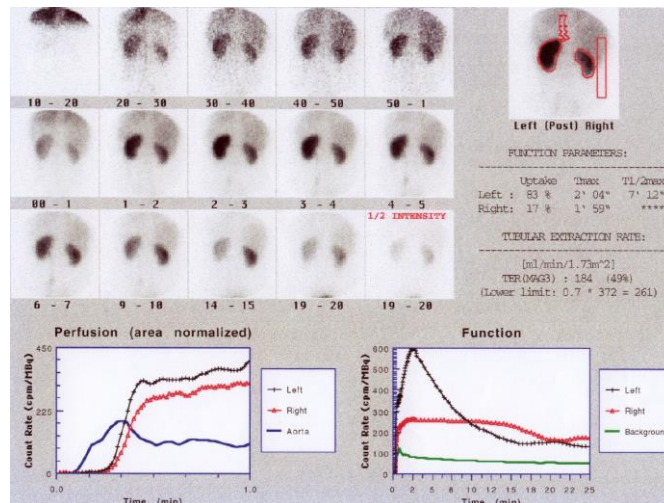 10 - 20
20 - 30
30 - 40
40 - 50
50 - 1
Left (Post) Right
00 - 1
1 - 2
2 - 3
3 - 4
4 - 5
1/2 INTENSITY
6 - 7
9 - 10
14 - 15
19 - 20
19 - 20
FUNCTION PARAMETERS:
Uptake Tmax T1/2max
Left : 83 % 2' 04" 7' 12"
Right: 17 % 1' 59" ****
TUBULAR EXTRACTION RATE:
[ml/min/1.73m^2]
TER(MAG3) : 184 (49%)
(Lower limit: 0.7 * 372 = 261)
Perfusion (area normalized)
Count Rate (cpm/MBq)
450
225
0
0.0
1.0
Time (min)
Left
Right
Aorta
Function
Count Rate (cpm/MBq)
600
500
400
300
200
100
0
0 2 5 8 10 12 15 18 20 22 25
Time (min)
Left
Right
Background